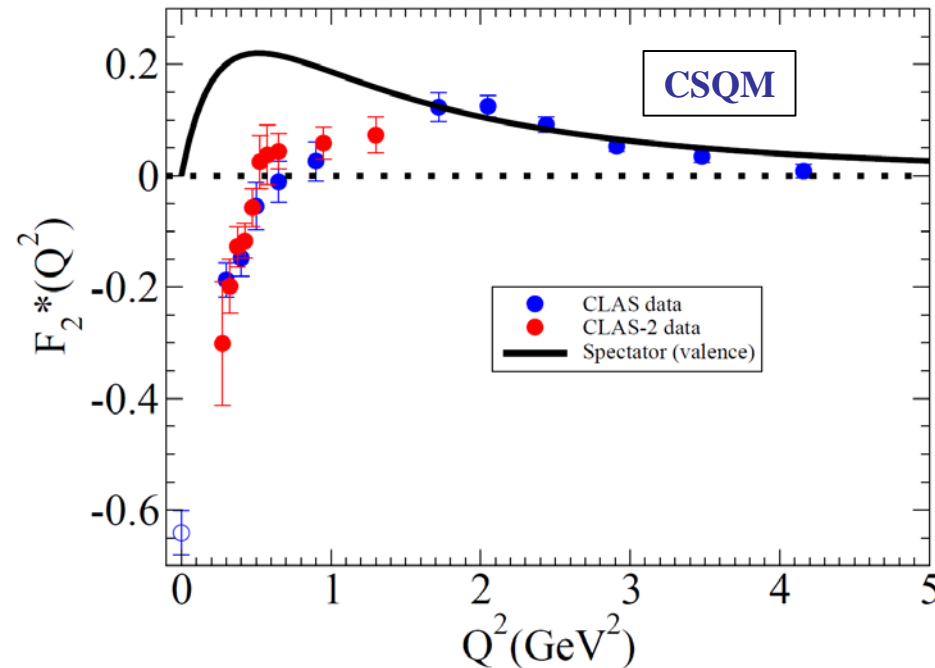 CSQM
0.2
0
-0.2
-0.4
-0.6
F₂*(Q²)
CLAS data
CLAS-2 data
Spectator (valence)
0 1 2 3 4 5
Q²(GeV²)